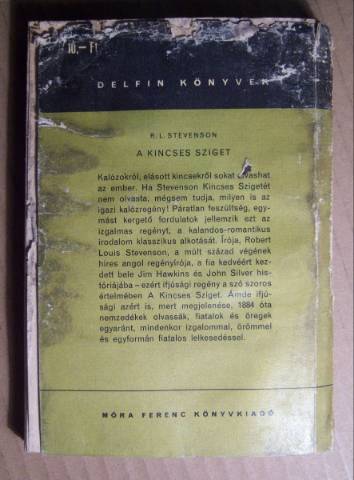 10.— Ft
DELFIN KÖNYVEK
R. L. STEVENSON
A KINCSES SZIGET
Kalózokról, elásott kincsekről sokat olvashat
az ember. Ha Stevenson Kincses Szigetét
nem olvasta, mégsem tudja, milyen is az
igazi kalózregény! Páratlan feszültség, egy-
mást kergető fordulatok jellemzik ezt az
izgalmas regényt, a kalandos-romantikus
irodalom klasszikus alkotását. Írója, Robert
Louis Stevenson, a múlt század végének
híres angol regényírója, a fia kedvéért kez-
dett bele Jim Hawkins és John Silver his-
tóriájába – ezért ifjúsági regény a szó szoros
értelmében A Kincses Sziget. Ámde ifjú-
sági azért is, mert megjelenése, 1884 óta
nemzedékek olvassák, fiatalok és öregek
egyaránt, mindenkor izgalommal, örömmel
és egyformán fiatalos lelkesedéssel.
MÓRA FERENC KÖNYVKIADÓ